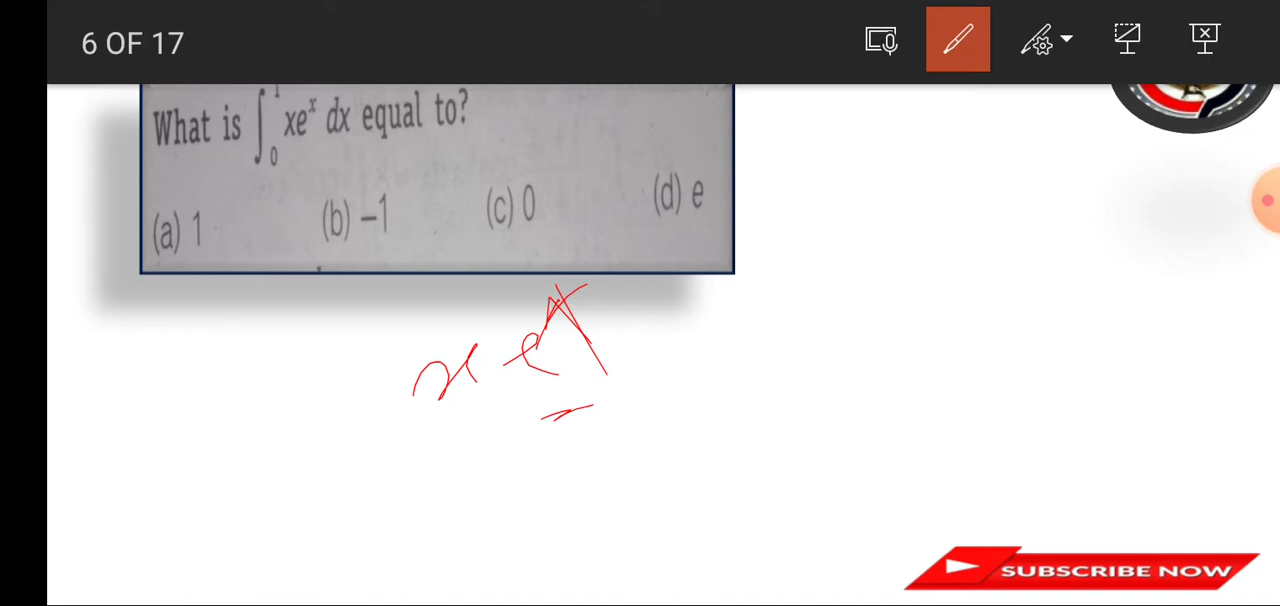 6 OF 17
What is ∫₀¹ xeˣ dx equal to?
(a) 1 (b) –1 (c) 0 (d) e
x eˣ
SUBSCRIBE NOW